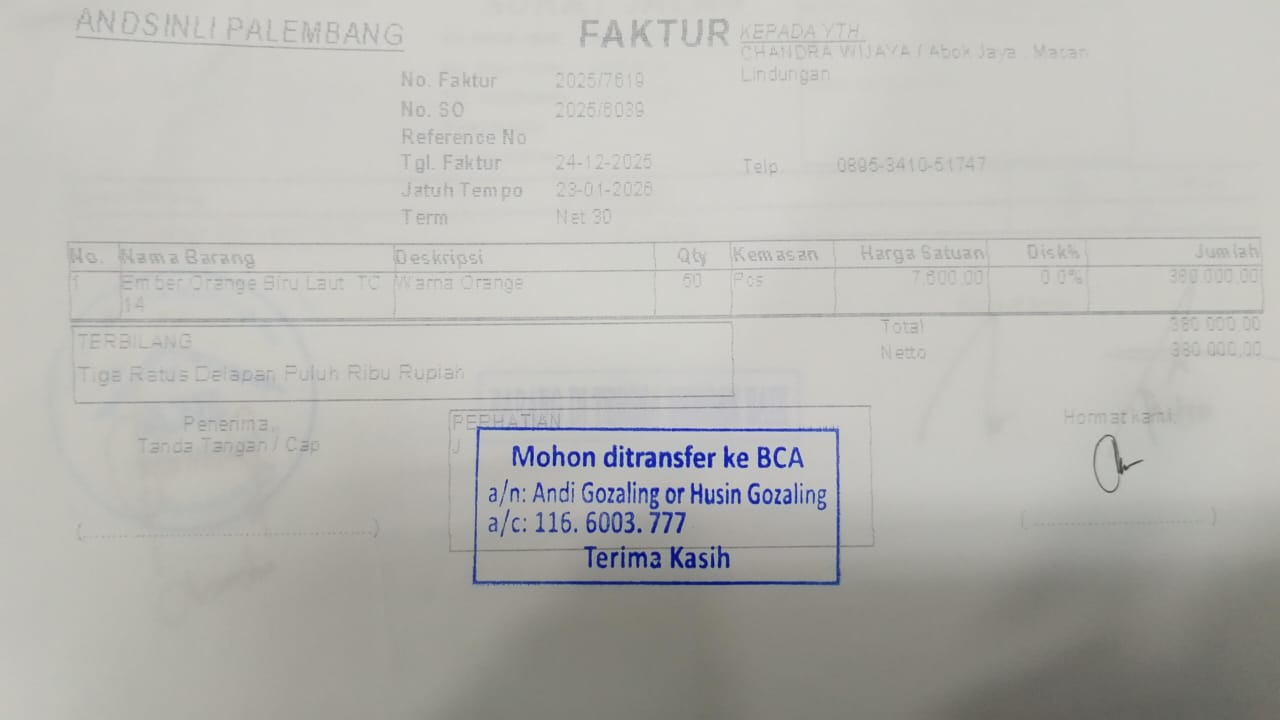 ANDSINLI PALEMBANG
FAKTUR
KEPADA YTH.
CHANDRA WIJAYA / Abok Jaya . Macan
Lindungan
No. Faktur 2025/7619
No. SO 2025/6039
Reference No
Tgl. Faktur 24-12-2025
Telp. 0895-3410-51747
Jatuh Tempo 23-01-2026
Term Net 30
No. Nama Barang Deskripsi Qty Kemasan Harga Satuan Disk% Jumlah
1 Ember Orange Biru Laut TC Warna Orange 50 Pcs 7,600.00 0.0% 380 000,00
14
Total 380 000,00
Netto 380 000,00
TERBILANG
Tiga Ratus Delapan Puluh Ribu Rupiah
Penerima,
Tanda Tangan / Cap
PERHATIAN
J
Hormat kami,
Mohon ditransfer ke BCA
a/n: Andi Gozaling or Husin Gozaling
a/c: 116. 6003. 777
Terima Kasih